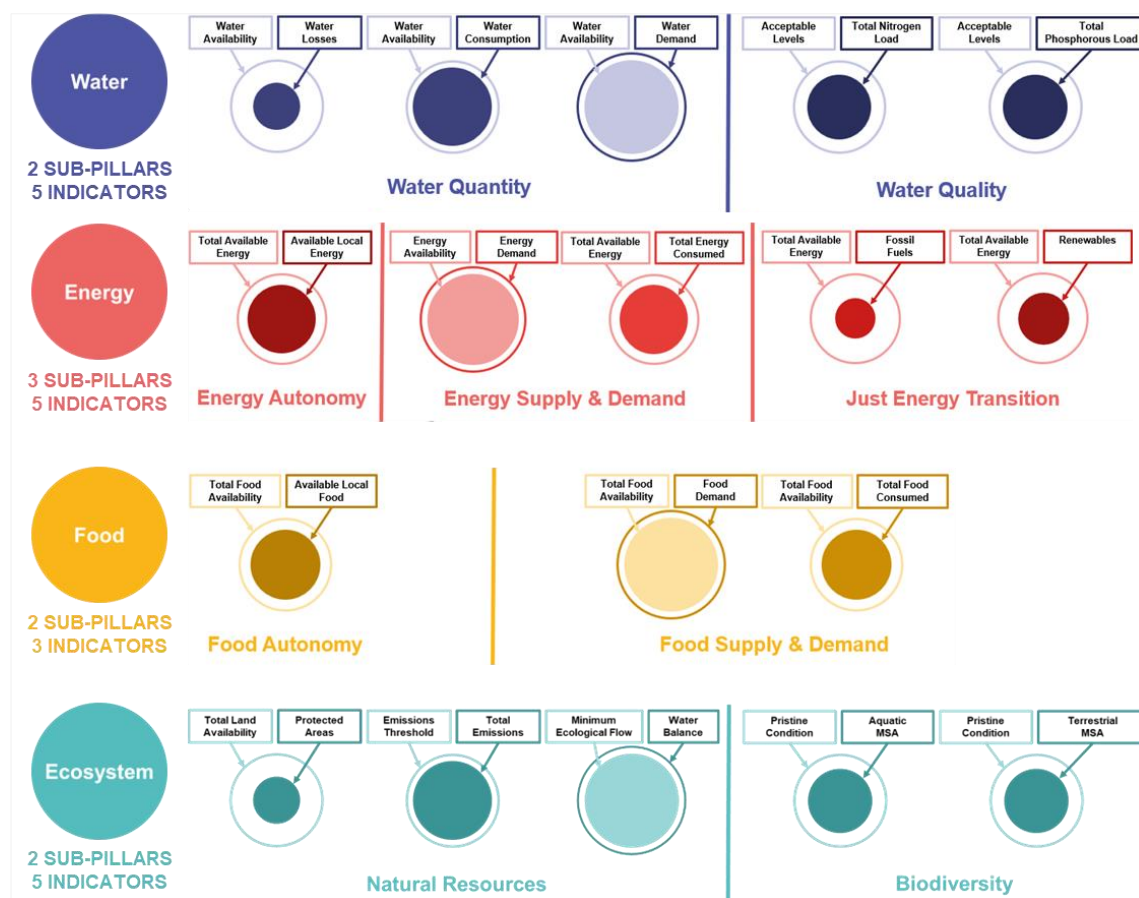 Water
2 SUB-PILLARS
5 INDICATORS
Water
Availability
Water
Losses
Water
Availability
Water
Consumption
Water
Availability
Water
Demand
Water Quantity
Acceptable
Levels
Total Nitrogen
Load
Acceptable
Levels
Total
Phosphorous Load
Water Quality
Energy
3 SUB-PILLARS
5 INDICATORS
Total Available
Energy
Available Local
Energy
Energy Autonomy
Energy
Availability
Energy
Demand
Total Available
Energy
Total Energy
Consumed
Energy Supply & Demand
Total Available
Energy
Fossil
Fuels
Total Available
Energy
Renewables
Just Energy Transition
Food
2 SUB-PILLARS
3 INDICATORS
Total Food
Availability
Available Local
Food
Food Autonomy
Total Food
Availability
Food
Demand
Total Food
Availability
Total Food
Consumed
Food Supply & Demand
Ecosystem
2 SUB-PILLARS
5 INDICATORS
Total Land
Availability
Protected
Areas
Emissions
Threshold
Total
Emissions
Minimum
Ecological Flow
Water
Balance
Natural Resources
Pristine
Condition
Aquatic
MSA
Pristine
Condition
Terrestrial
MSA
Biodiversity